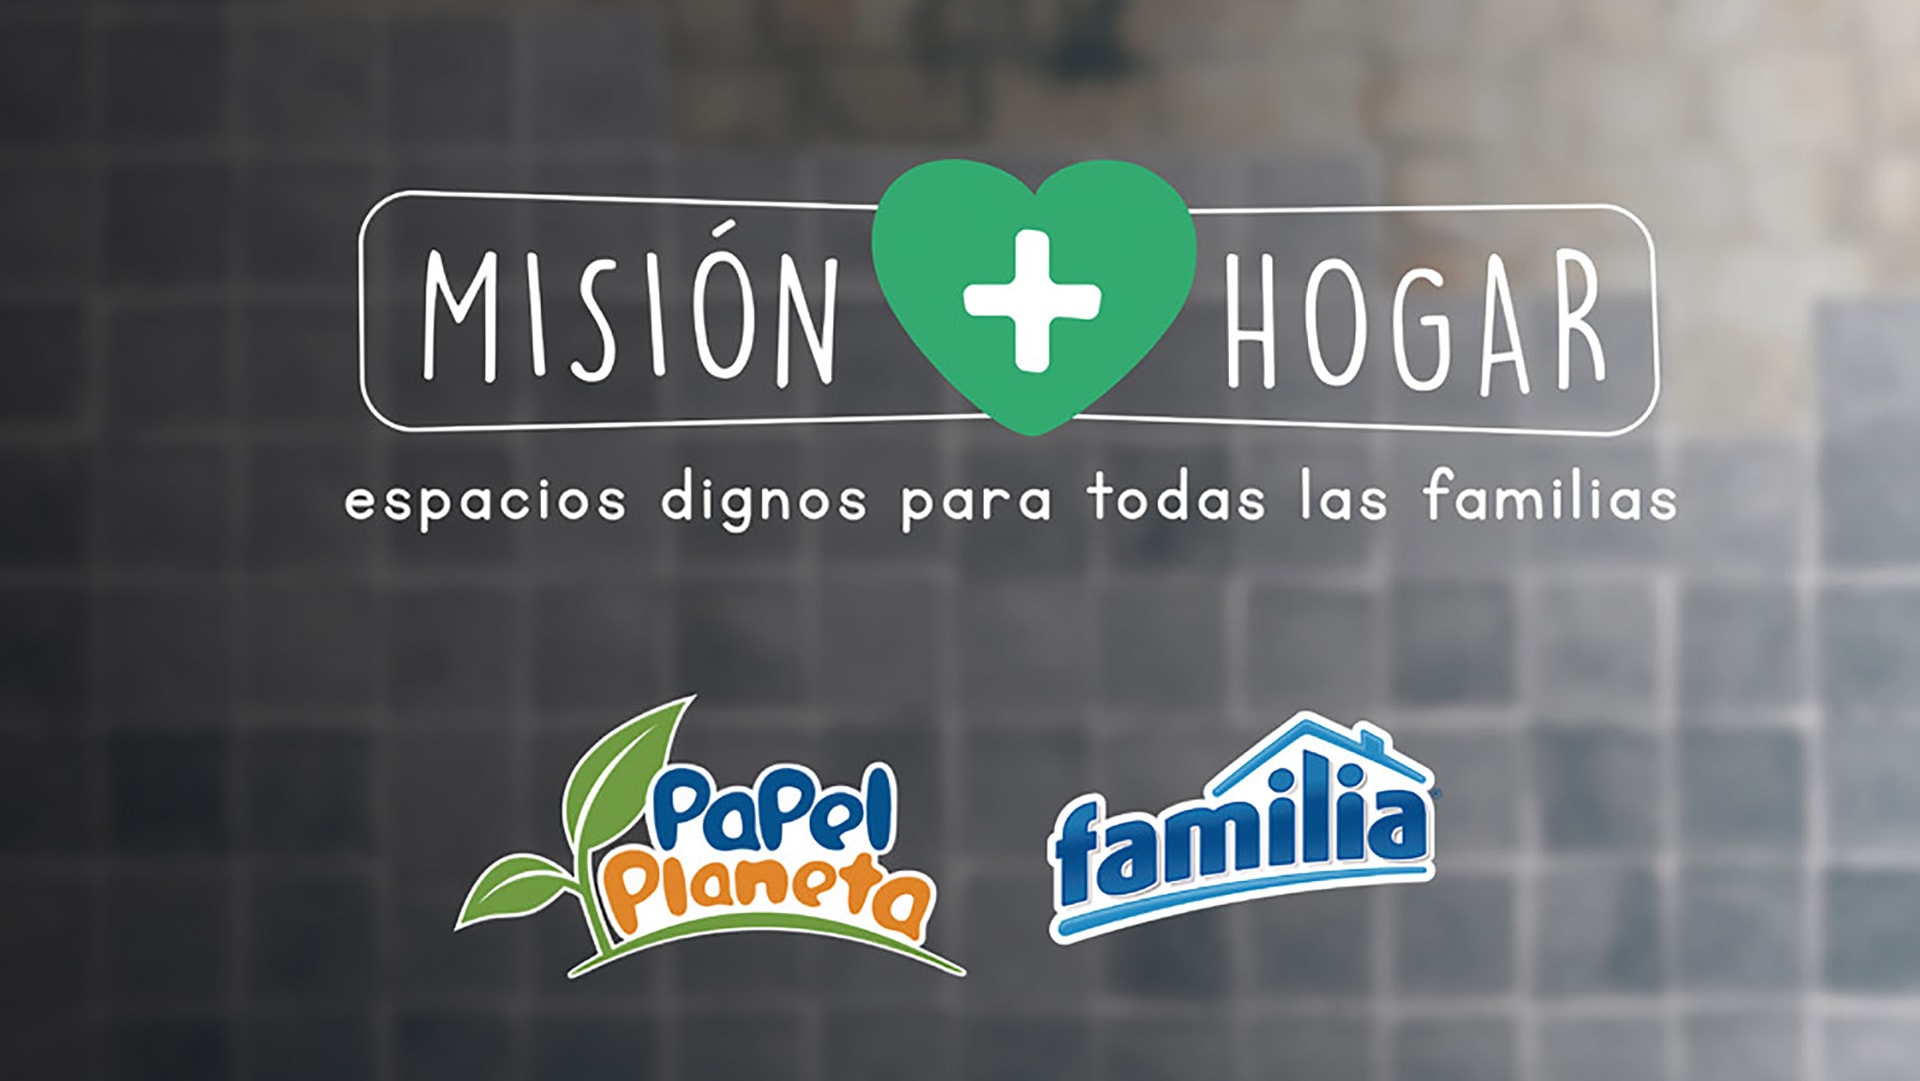 MISIÓN + HOGAR
espacios dignos para todas las familias
PaPel
Planeta
familia